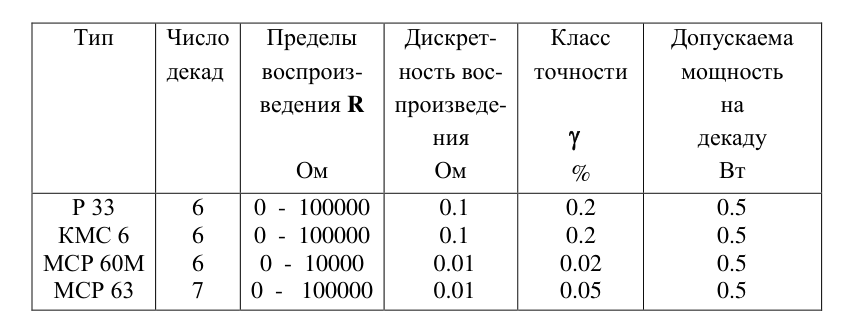 Тип Число Пределы Дискрет- Класс Допускаема
декад воспроиз- ность вос- точности мощность
ведения R произведе- на
ния γ декаду
Ом Ом % Вт
Р 33 6 0 - 100000 0.1 0.2 0.5
КМС 6 6 0 - 100000 0.1 0.2 0.5
МСР 60М 6 0 - 10000 0.01 0.02 0.5
МСР 63 7 0 - 100000 0.01 0.05 0.5